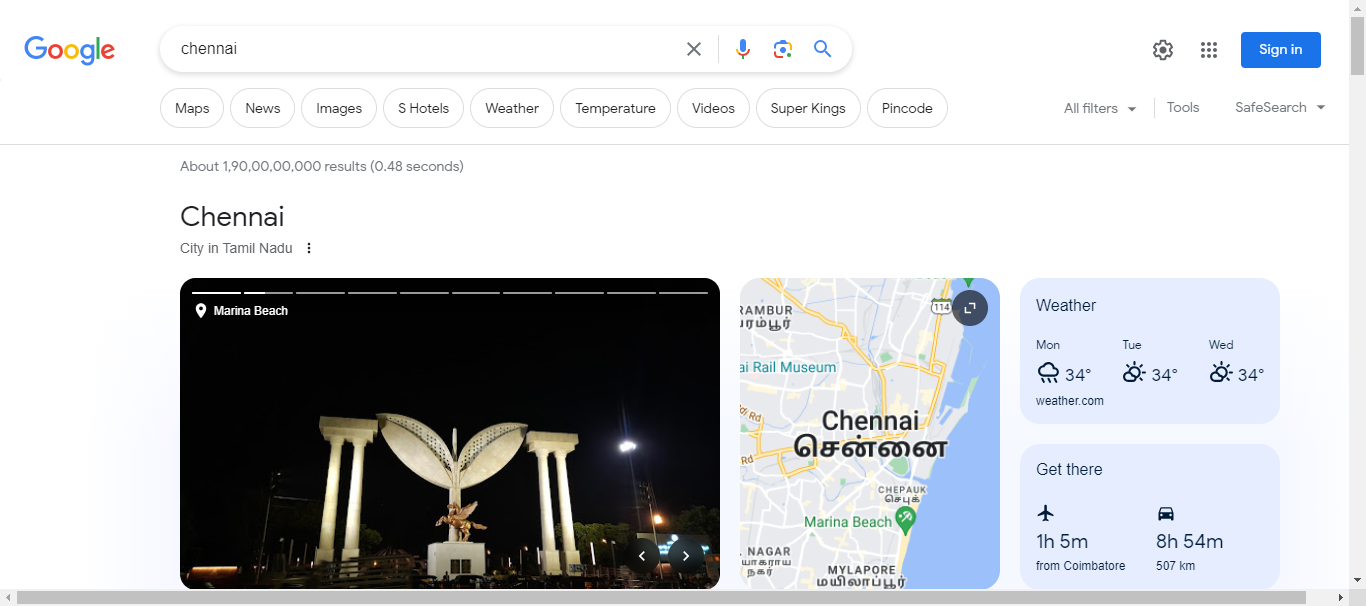 Google
chennai
Sign in
Maps
News
Images
S Hotels
Weather
Temperature
Videos
Super Kings
Pincode
All filters
Tools
SafeSearch
About 1,90,00,00,000 results (0.48 seconds)
Chennai
City in Tamil Nadu
Marina Beach
114
RAMBUR
ai Rail Museum
di Rd
Chennai
சென்னை
Rd
CHEPAUK
Marina Beach
. NAGAR
MYLAPORE
மயிலாப்பூர்
Weather
Mon
Tue
Wed
34°
34°
34°
weather.com
Get there
1h 5m
8h 54m
from Coimbatore
507 km